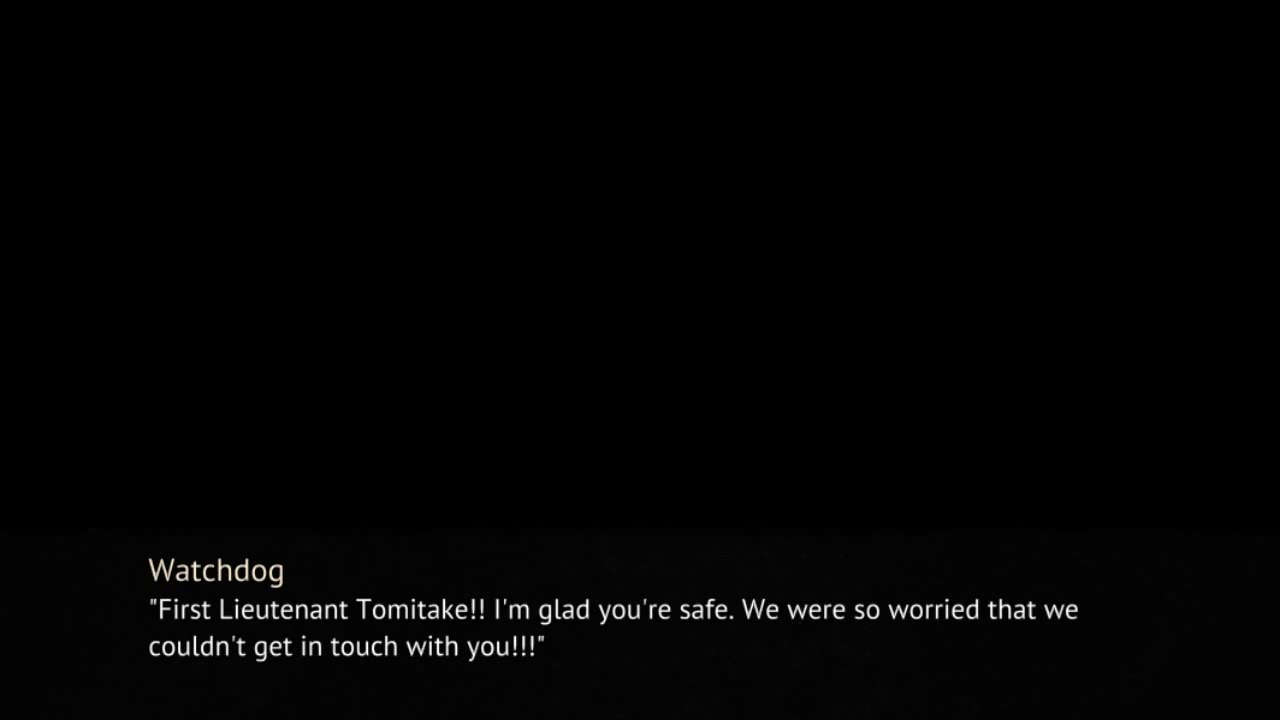 Watchdog
"First Lieutenant Tomitake!! I'm glad you're safe. We were so worried that we
couldn't get in touch with you!!!"